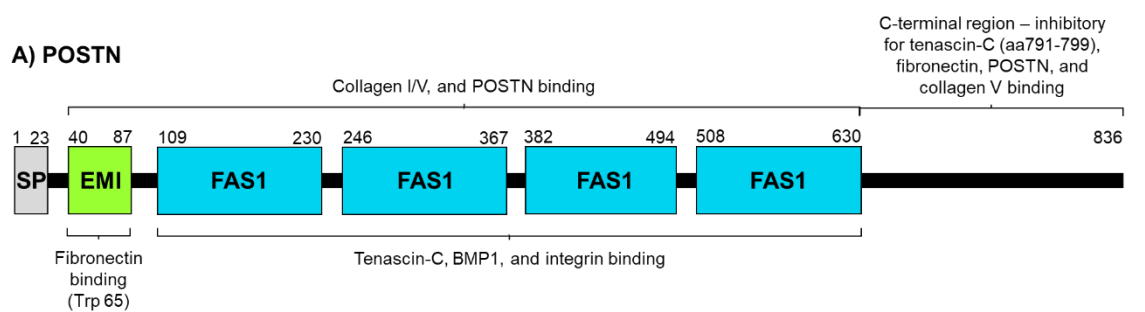 C-terminal region – inhibitory
for tenascin-C (aa791-799),
fibronectin, POSTN, and
collagen V binding
A) POSTN
Collagen I/V, and POSTN binding
1 23 40 87 109 230 246 367 382 494 508 630 836
SP EMI FAS1 FAS1 FAS1 FAS1
Fibronectin
binding
(Trp 65)
Tenascin-C, BMP1, and integrin binding